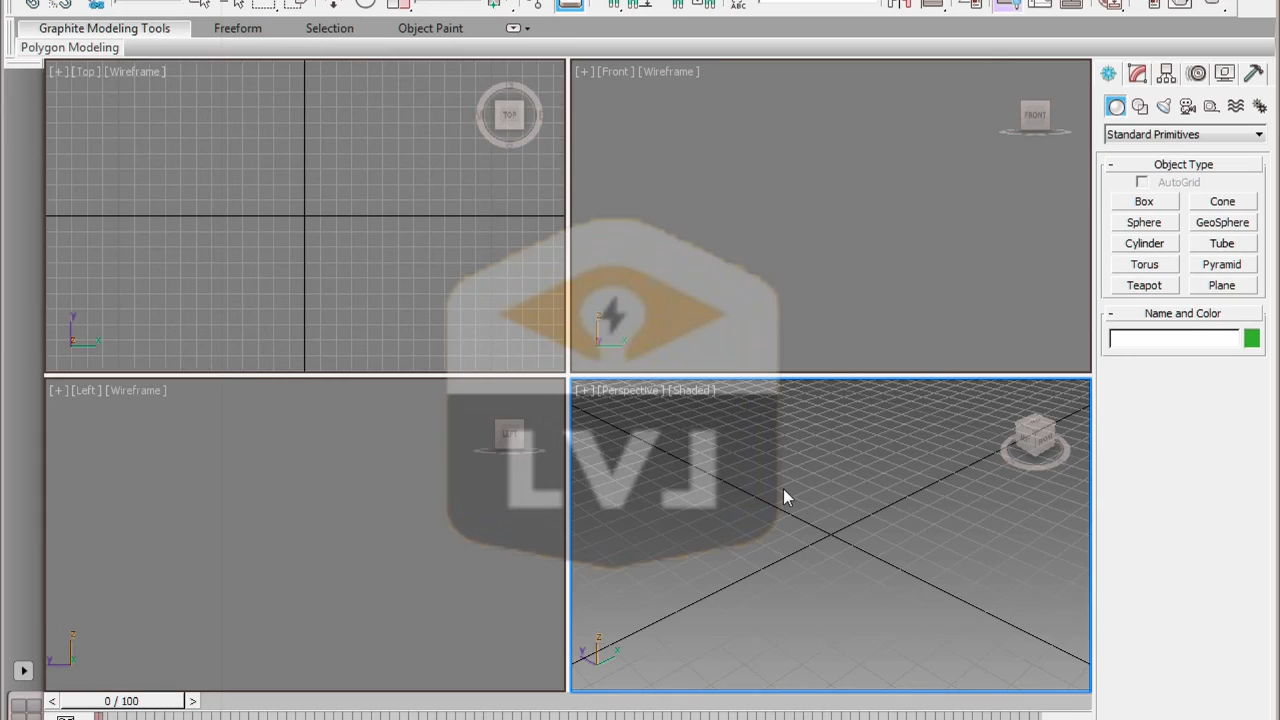 Graphite Modeling Tools Freeform Selection Object Paint
Polygon Modeling
[+] [Top] [Wireframe]
TOP
[+] [Front] [Wireframe]
FRONT
Standard Primitives
Object Type
AutoGrid
Box Cone
Sphere GeoSphere
Cylinder Tube
Torus Pyramid
Teapot Plane
Name and Color
[+] [Left] [Wireframe]
LEFT
[+] [Perspective] [Shaded]
LVL
0 / 100